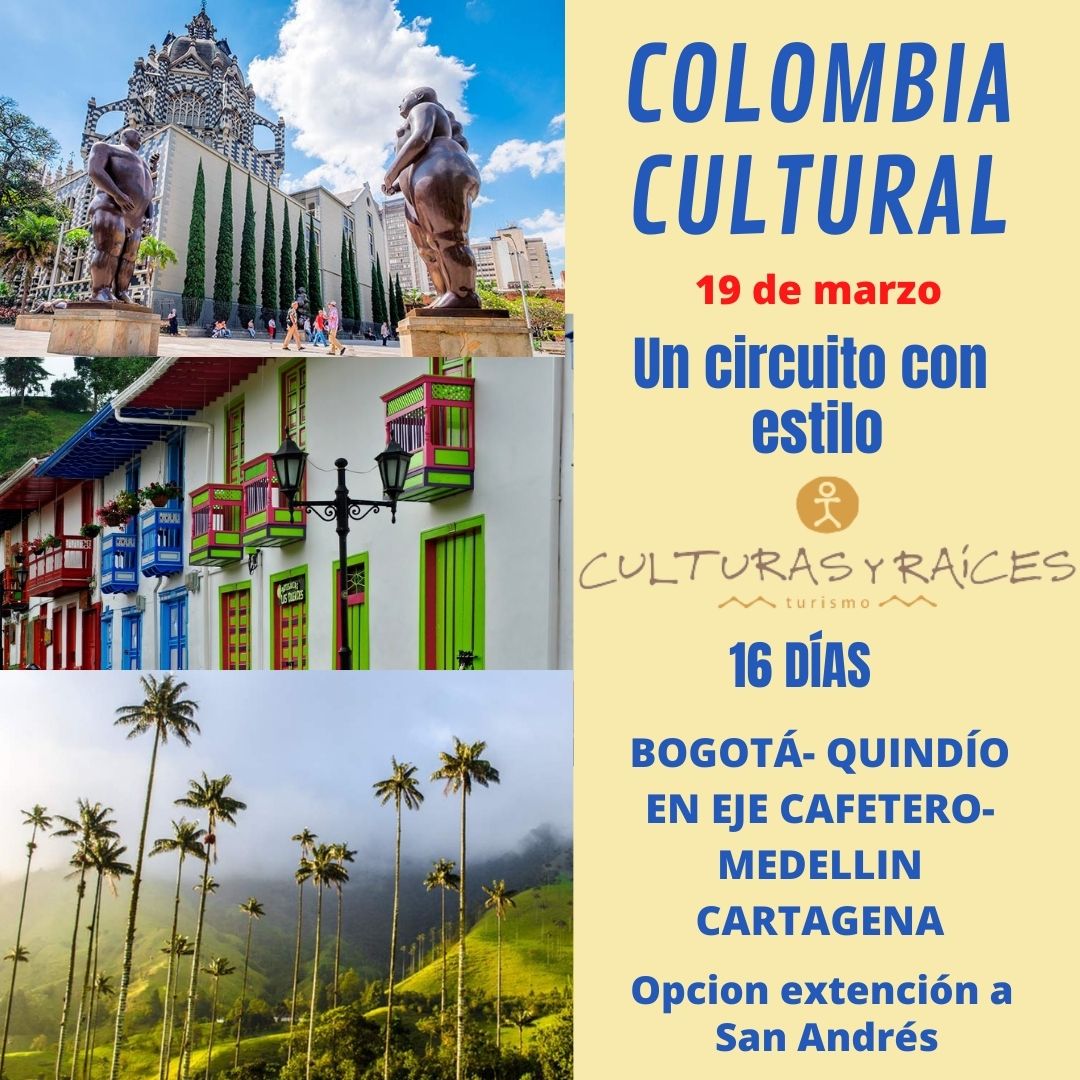 COLOMBIA
CULTURAL
19 de marzo
Un circuito con
estilo
CULTURAS Y RAÍCES
turismo
16 DÍAS
BOGOTÁ- QUINDÍO
EN EJE CAFETERO-
MEDELLIN
CARTAGENA
Opcion extención a
San Andrés